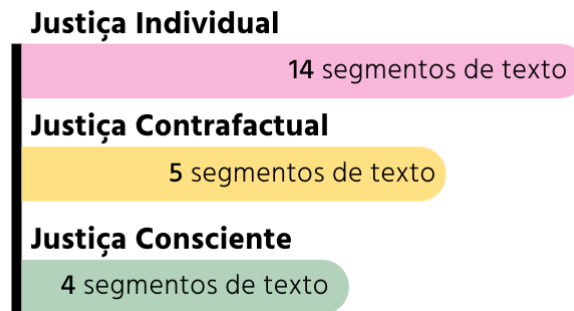 Justiça Individual
14 segmentos de texto
Justiça Contrafactual
5 segmentos de texto
Justiça Consciente
4 segmentos de texto